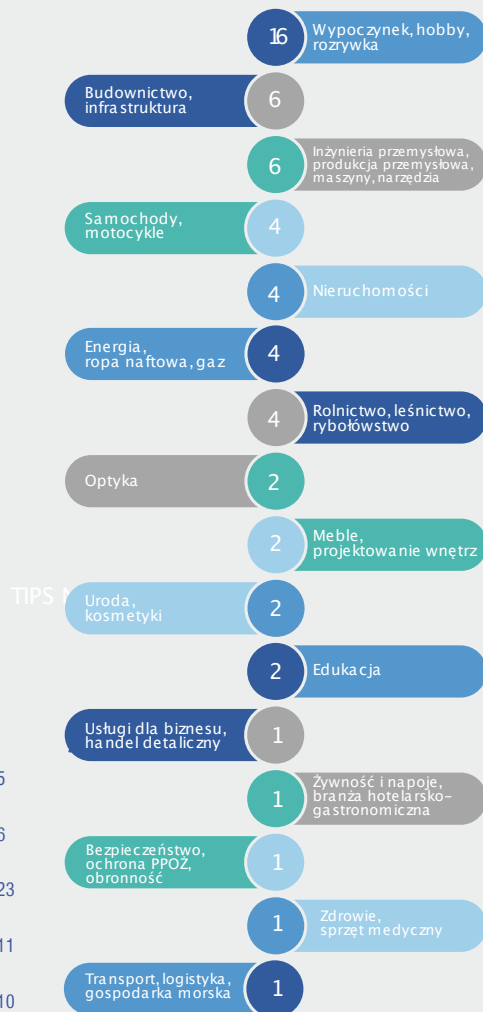 16
Wypoczynek, hobby,
rozrywka
Budownictwo,
infrastruktura
6
6
Inżynieria przemysłowa,
produkcja przemysłowa,
maszyny, narzędzia
Samochody,
motocykle
4
4
Nieruchomości
Energia,
ropa naftowa, gaz
4
4
Rolnictwo, leśnictwo,
rybołówstwo
Optyka
2
2
Meble,
projektowanie wnętrz
TIPS
Uroda,
kosmetyki
2
2
Edukacja
Usługi dla biznesu,
handel detaliczny
1
5
1
Żywność i napoje,
branża hotelarsko-
gastronomiczna
6
Bezpieczeństwo,
ochrona PPOŻ,
obronność
1
23
1
Zdrowie,
sprzęt medyczny
11
Transport, logistyka,
gospodarka morska
1
10